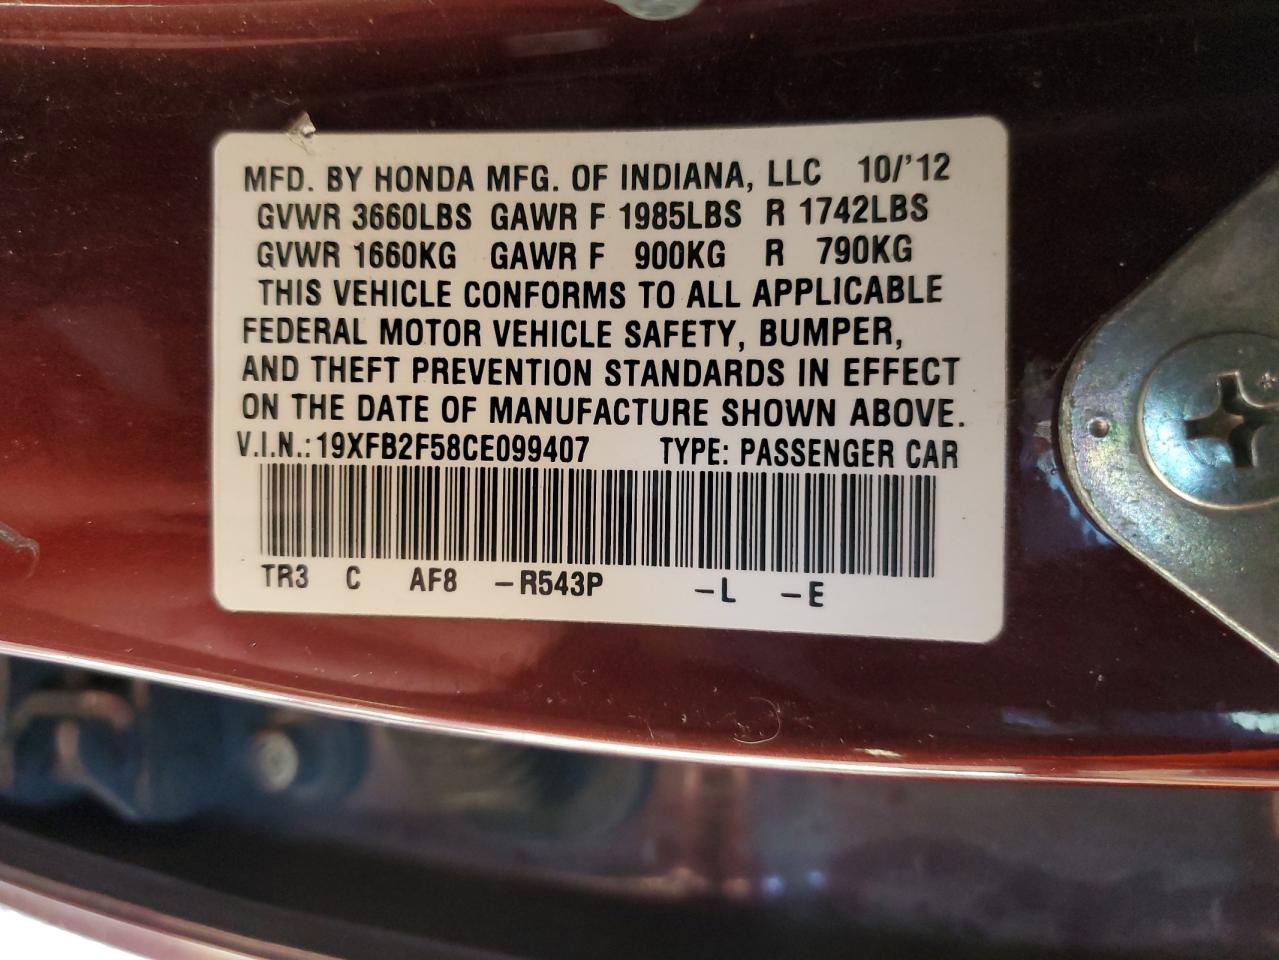 MFD. BY HONDA MFG. OF INDIANA, LLC 10/'12
GVWR 3660LBS GAWR F 1985LBS R 1742LBS
GVWR 1660KG GAWR F 900KG R 790KG
THIS VEHICLE CONFORMS TO ALL APPLICABLE
FEDERAL MOTOR VEHICLE SAFETY, BUMPER,
AND THEFT PREVENTION STANDARDS IN EFFECT
ON THE DATE OF MANUFACTURE SHOWN ABOVE.
V.I.N.: 19XFB2F58CE099407 TYPE: PASSENGER CAR
TR3 C AF8 -R543P -L -E